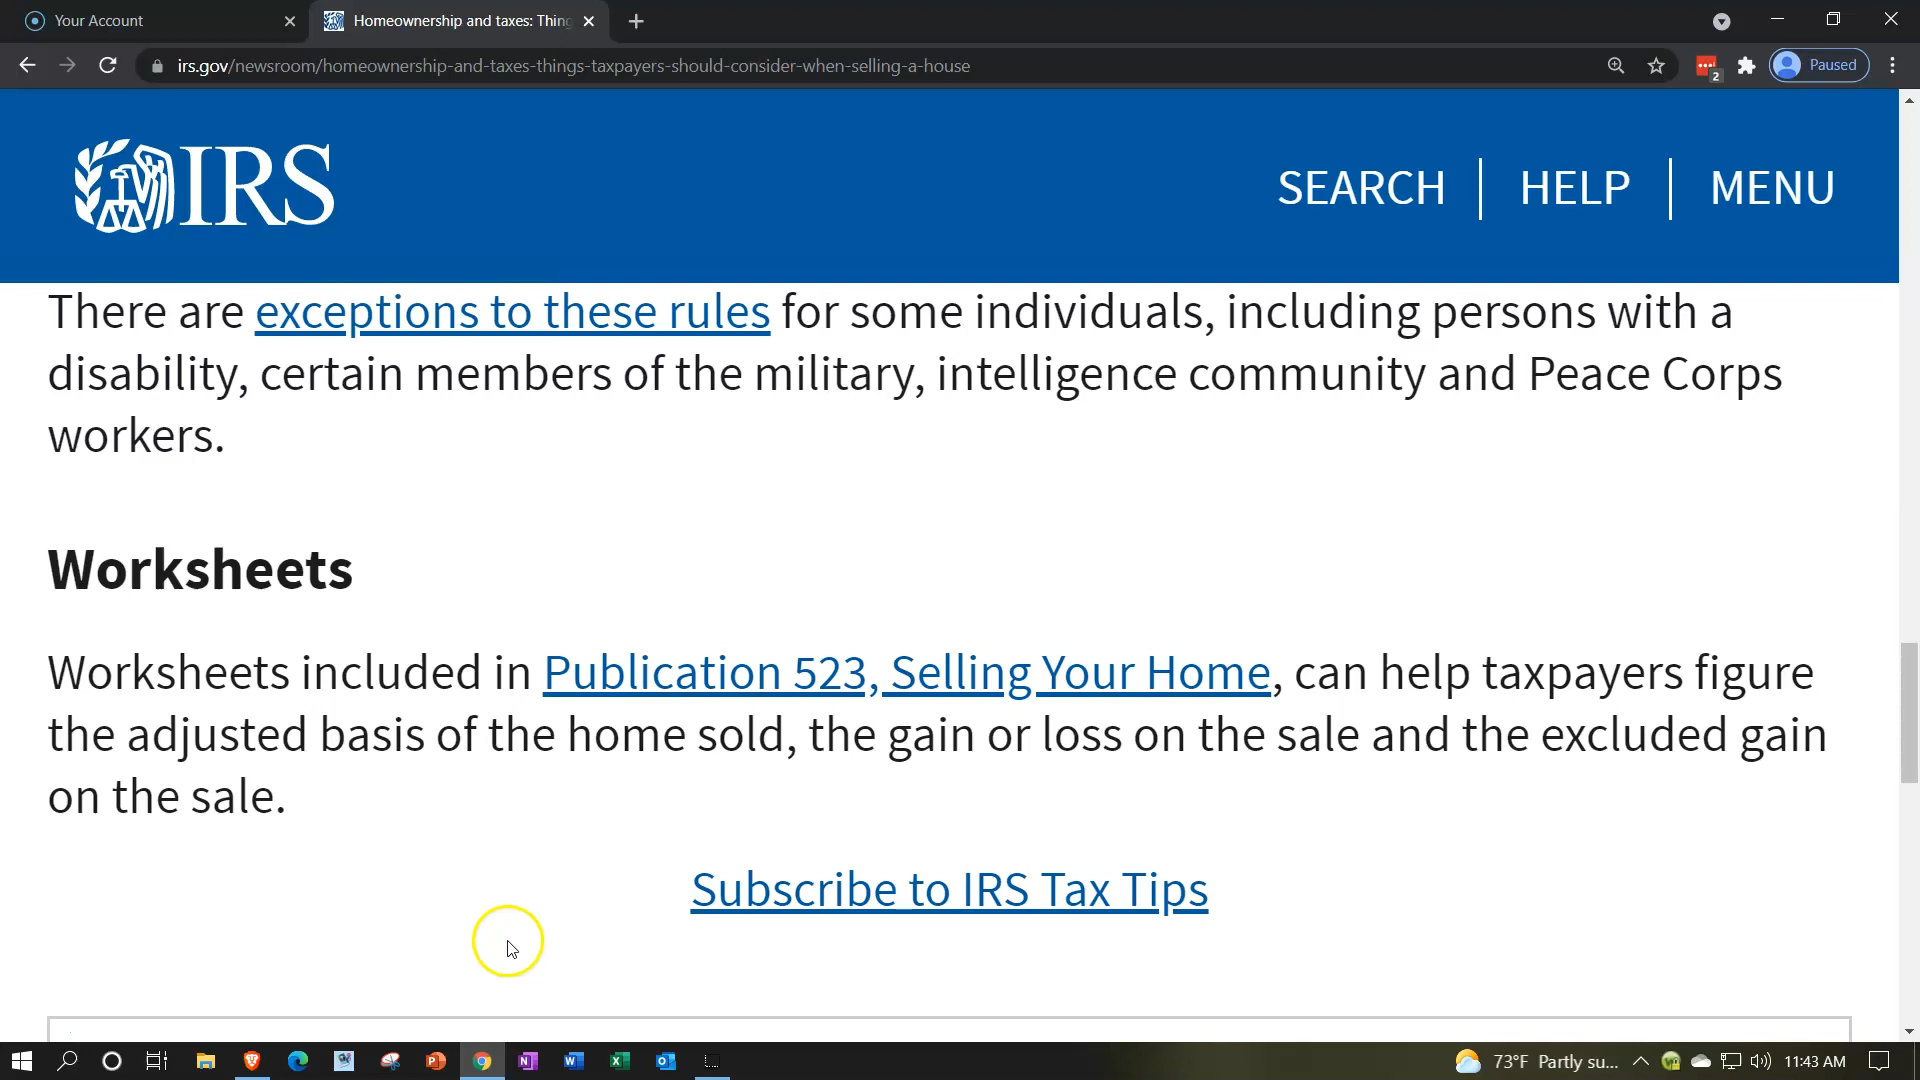 Your Account
Homeownership and taxes: Thing
irs.gov/newsroom/homeownership-and-taxes-things-taxpayers-should-consider-when-selling-a-house
2
Paused
IRS
SEARCH
HELP
MENU
There are exceptions to these rules for some individuals, including persons with a
disability, certain members of the military, intelligence community and Peace Corps
workers.
Worksheets
Worksheets included in Publication 523, Selling Your Home, can help taxpayers figure
the adjusted basis of the home sold, the gain or loss on the sale and the excluded gain
on the sale.
Subscribe to IRS Tax Tips
73°F Partly su...
11:43 AM